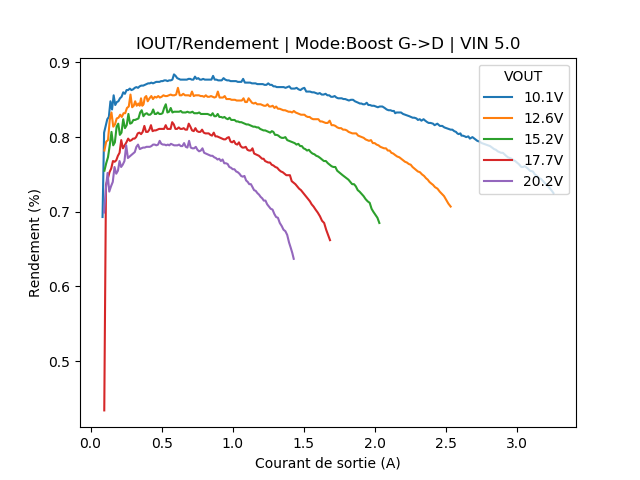 IOUT/Rendement | Mode:Boost G->D | VIN 5.0
VOUT
10.1V
12.6V
15.2V
17.7V
20.2V
Rendement (%)
0.9
0.8
0.7
0.6
0.5
0.0 0.5 1.0 1.5 2.0 2.5 3.0
Courant de sortie (A)